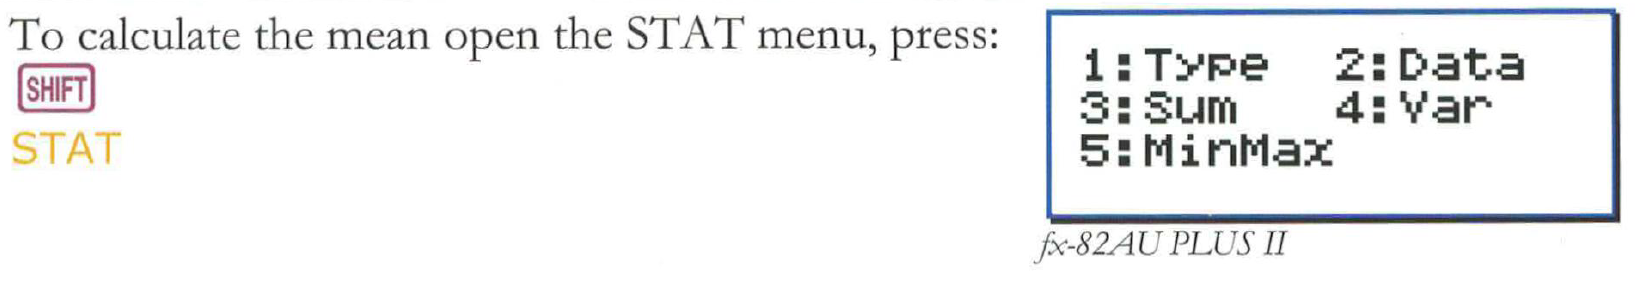 To calculate the mean open the STAT menu, press:
SHIFT
STAT
1:Type 2:Data
3:Sum 4:Var
5:MinMax
fx-82AU PLUS II